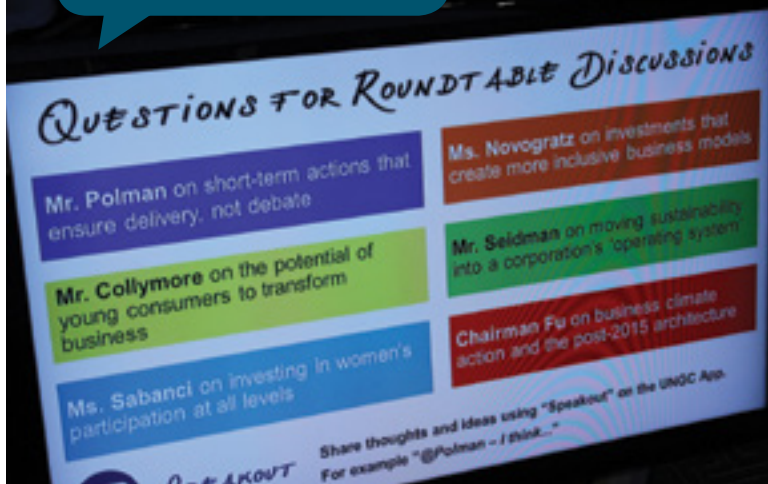 QUESTIONS FOR ROUNDTABLE DISCUSSIONS
Mr. Polman on short-term actions that
ensure delivery, not debate
Mr. Collymore on the potential of
young consumers to transform
business
Ms. Sabanci on investing in women's
participation at all levels
Ms. Novogratz on investments that
create more inclusive business models
Mr. Seidman on moving sustainability
into a corporation's 'operating system'
Chairman Fu on business climate
action and the post-2015 architecture
SPEAKOUT
Share thoughts and ideas using "Speakout" on the UNGC App.
For example "@Polman – I think..."